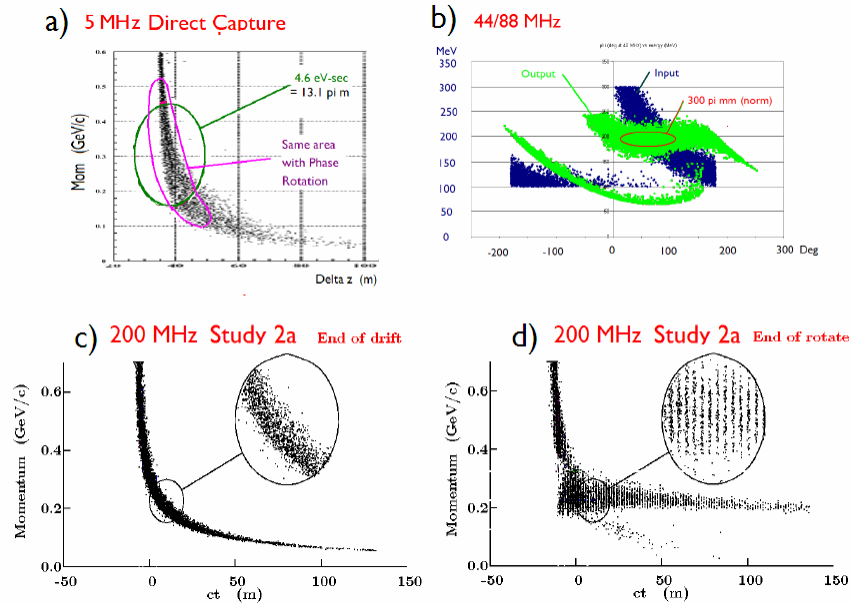 a) 5 MHz Direct Capture
0.6
0.5
0.4
0.3
0.2
0.1
Mom (GeV/c)
4.6 eV-sec
= 13.1 pi m
Same area
with Phase
Rotation
40
60
80
100
Delta z (m)
b) 44/88 MHz
MeV
350
300
250
200
150
100
50
0
Output
Input
300 pi mm (norm)
-200
-100
0
100
200
300 Deg
c) 200 MHz Study 2a End of drift
Momentum (GeV/c)
0.6
0.4
0.2
0.0
-50
0
50
100
150
ct (m)
d) 200 MHz Study 2a End of rotate
Momentum (GeV/c)
0.6
0.4
0.2
0.0
-50
0
50
100
150
ct (m)